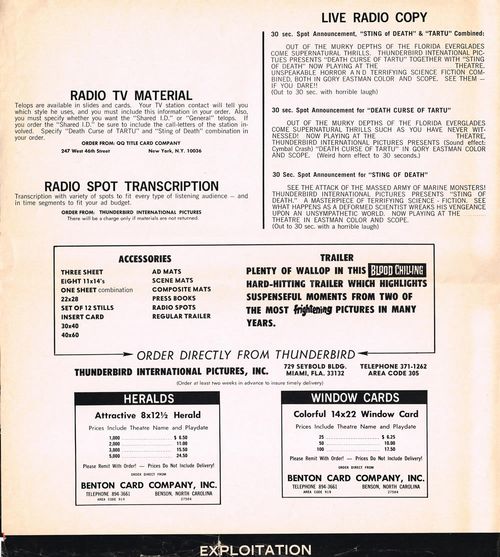 LIVE RADIO COPY
30 sec. Spot Announcement, "STING of DEATH" & "TARTU" Combined:
OUT OF THE MURKY DEPTHS OF THE FLORIDA EVERGLADES
COME SUPERNATURAL THRILLS. THUNDERBIRD INTERNATIONAL PIC-
TUES PRESENTS "DEATH CURSE OF TARTU" TOGETHER WITH "STING
OF DEATH" NOW PLAYING AT THE THEATRE,
UNSPEAKABLE HORROR AND TERRIFYING SCIENCE FICTION COM-
BINED, BOTH IN GORY EASTMAN COLOR AND SCOPE. SEE THEM —
IF YOU DARE!!
(Out to 30 sec. with horrible laugh)
30 sec. Spot Announcement for "DEATH CURSE OF TARTU"
OUT OF THE MURKY DEPTHS OF THE FLORIDA EVERGLADES
COME SUPERNATURAL THRILLS SUCH AS YOU HAVE NEVER WIT-
NESSED! NOW PLAYING AT THE THEATRE,
THUNDERBIRD INTERNATIONAL PICTURES PRESENTS (Sound effect:
Cymbal Crash) "DEATH CURSE OF TARTU" IN GORY EASTMAN COLOR
AND SCOPE. (Weird horn effect to 30 seconds.)
30 Sec. Spot Announcement for "STING OF DEATH"
SEE THE ATTACK OF THE MASSED ARMY OF MARINE MONSTERS!
THUNDERBIRD INTERNATIONAL PICTURES PRESENTS "STING OF
DEATH." A MASTERPIECE OF TERRIFYING SCIENCE - FICTION. SEE
WHAT HAPPENS AS A DEFORMED SCIENTIST WREAKS HIS VENGEANCE
UPON AN UNSYMPATHETIC WORLD. NOW PLAYING AT THE
THEATRE IN EASTMAN COLOR AND SCOPE.
(Out to 30 sec. with a horrible laugh)
RADIO TV MATERIAL
Telops are available in slides and cards. Your TV station contact will tell you
which style he uses, and you must include this information in your order. Also,
you must specify whether you want the "Shared I.D." or "General" telops. If
you order the "Shared I.D." be sure to include the call-letters of the station in-
volved. Specify "Death Curse of TARTU" and "Sting of Death" combination in
your order.
ORDER FROM: QQ TITLE CARD COMPANY
247 West 46th Street New York, N.Y. 10036
RADIO SPOT TRANSCRIPTION
Transcription with variety of spots to fit every type of listening audience — and
in time segments to fit your ad budget.
ORDER FROM: THUNDERBIRD INTERNATIONAL PICTURES
There will be a charge only if materials are not returned.
ACCESSORIES
THREE SHEET
EIGHT 11x14's
ONE SHEET combination
22x28
SET OF 12 STILLS
INSERT CARD
30x40
40x60
AD MATS
SCENE MATS
COMPOSITE MATS
PRESS BOOKS
RADIO SPOTS
REGULAR TRAILER
TRAILER
PLENTY OF WALLOP IN THIS BLOOD CHILLING
HARD-HITTING TRAILER WHICH HIGHLIGHTS
SUSPENSEFUL MOMENTS FROM TWO OF
THE MOST frightening PICTURES IN MANY
YEARS.
ORDER DIRECTLY FROM THUNDERBIRD
THUNDERBIRD INTERNATIONAL PICTURES, INC. 729 SEYBOLD BLDG. TELEPHONE 371-1262
MIAMI, FLA. 33132 AREA CODE 305
(Order at least two weeks in advance to insure timely delivery)
HERALDS
Attractive 8x12½ Herald
Prices Include Theatre Name and Playdate
1,000 $ 6.50
2,000 11.00
3,000 15.50
5,000 24.50
Please Remit With Order! — Prices Do Not Include Delivery!
ORDER DIRECT FROM
BENTON CARD COMPANY, INC.
TELEPHONE 894-3661 BENSON, NORTH CAROLINA
AREA CODE 919 27504
WINDOW CARDS
Colorful 14x22 Window Card
Prices Include Theatre Name and Playdate
25 $ 6.25
50 10.00
100 17.50
Please Remit With Order! — Prices Do Not Include Delivery!
ORDER DIRECT FROM
BENTON CARD COMPANY, INC.
TELEPHONE 894-3661 BENSON, NORTH CAROLINA
AREA CODE 919 27504
EXPLOITATION